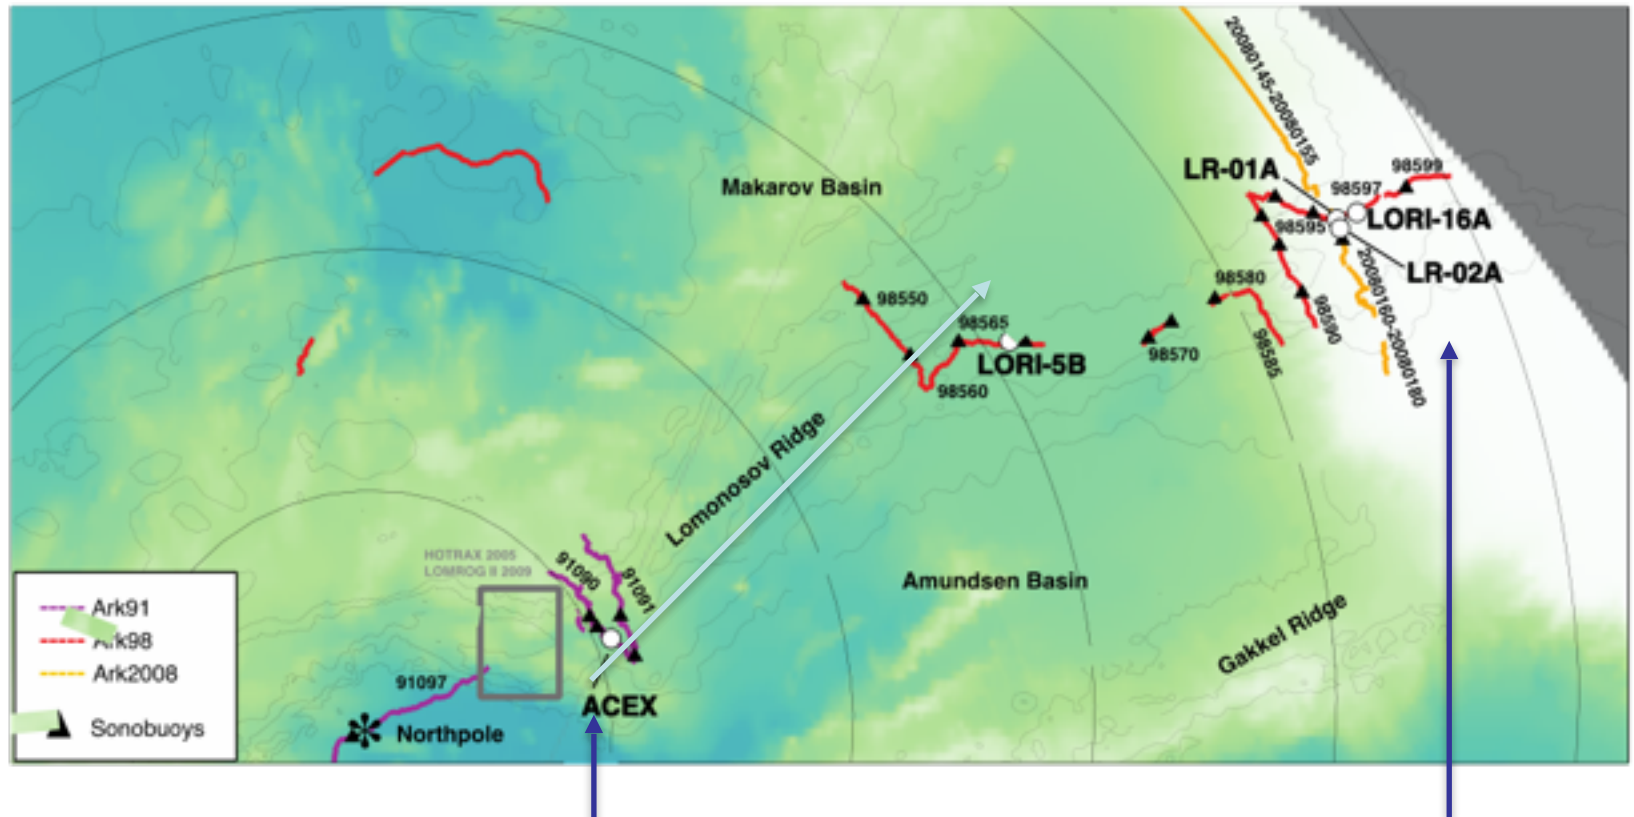 20080145-20080155
98599
LR-01A
98597
Makarov Basin
LORI-16A
98595
LR-02A
98580
98550
20080160-20080180
98590
98565
98585
98570
LORI-5B
98560
Lomonosov Ridge
HOTRAX 2005
LOMROG II 2009
91090
91091
Amundsen Basin
Gakkel Ridge
Ark91
Ark98
Ark2008
Sonobuoys
91097
ACEX
Northpole